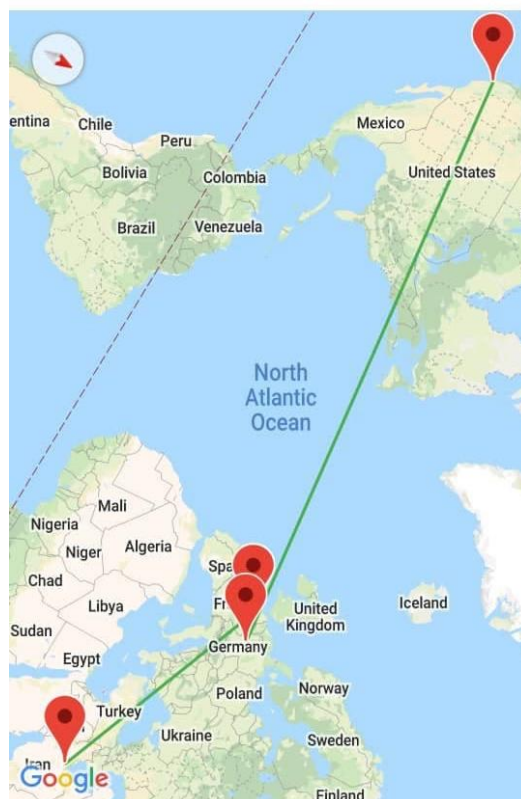 entina
Chile
Mexico
Peru
Bolivia
United States
Colombia
Brazil
Venezuela
North
Atlantic
Ocean
Mali
Nigeria
Algeria
Niger
Spa
Chad
Fr
Iceland
Libya
United
Kingdom
Sudan
Germany
Egypt
Poland
Norway
Turkey
Ukraine
Sweden
Iran
Google
Finland